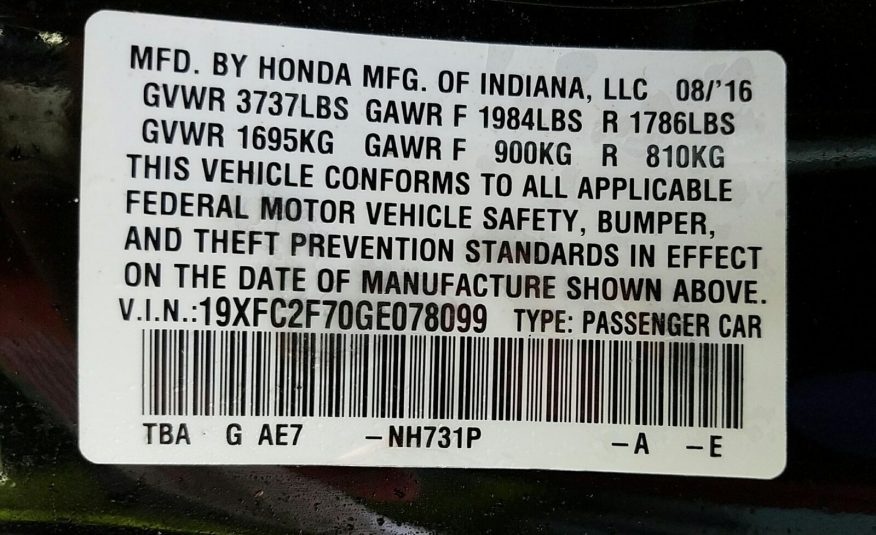 MFD. BY HONDA MFG. OF INDIANA, LLC 08/'16
GVWR 3737LBS GAWR F 1984LBS R 1786LBS
GVWR 1695KG GAWR F 900KG R 810KG
THIS VEHICLE CONFORMS TO ALL APPLICABLE
FEDERAL MOTOR VEHICLE SAFETY, BUMPER,
AND THEFT PREVENTION STANDARDS IN EFFECT
ON THE DATE OF MANUFACTURE SHOWN ABOVE.
V.I.N.:19XFC2F70GE078099 TYPE: PASSENGER CAR
TBA G AE7 –NH731P –A –E